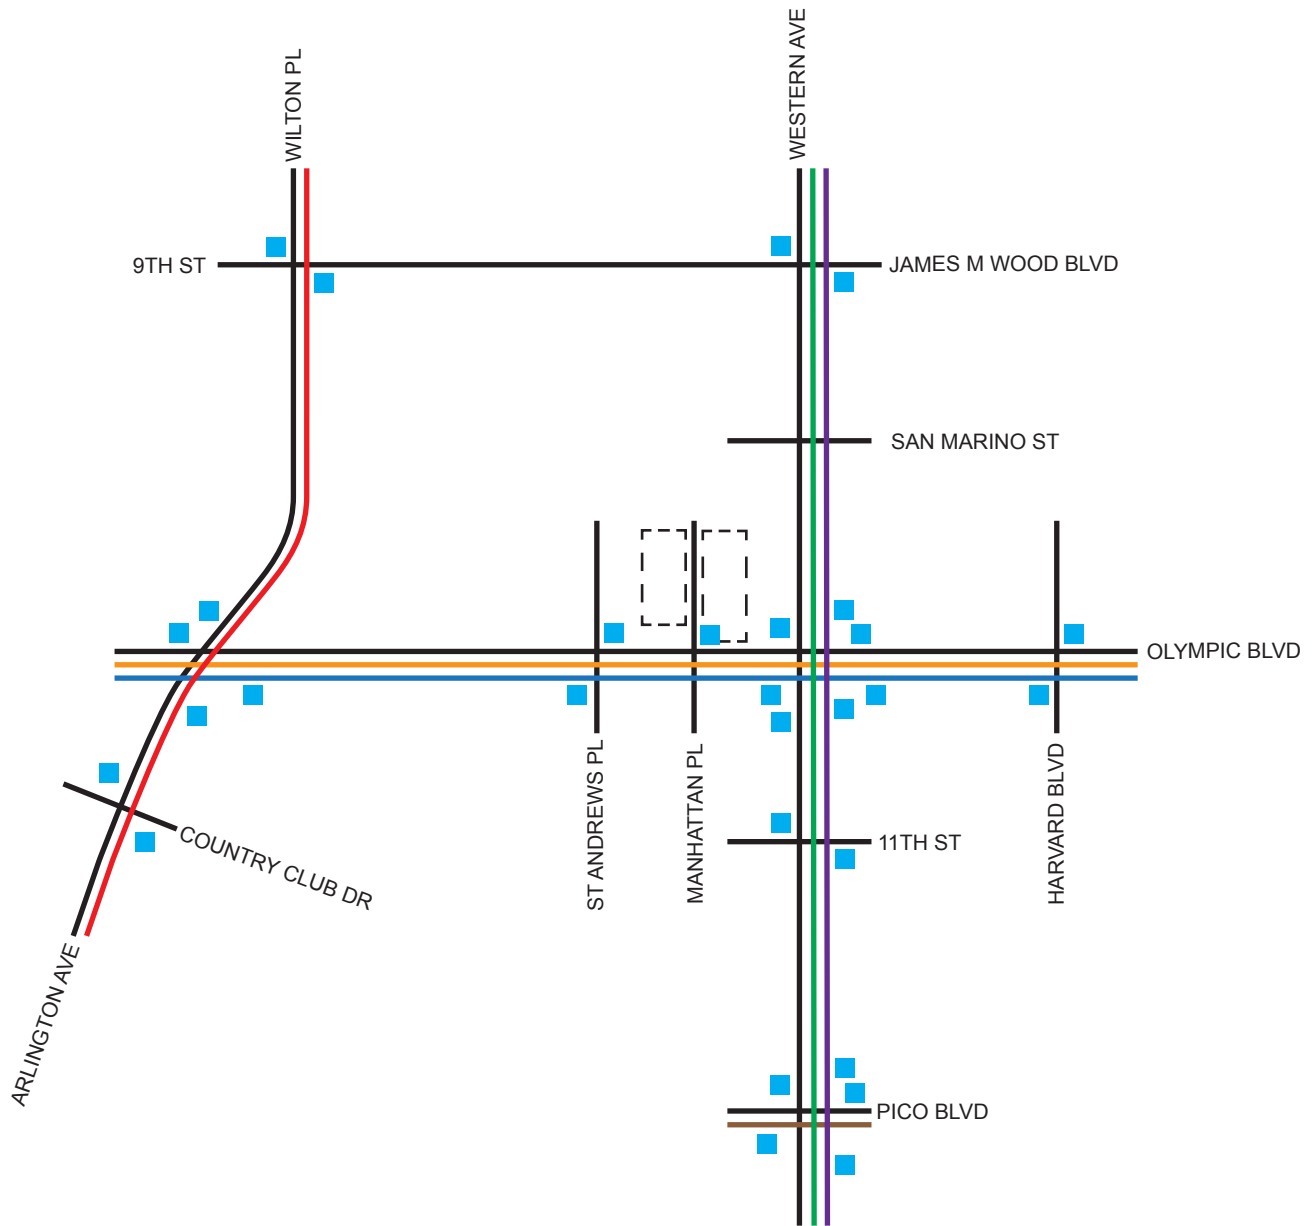 WESTERN AVE
WILTON PL
9TH ST
JAMES M WOOD BLVD
SAN MARINO ST
OLYMPIC BLVD
ST ANDREWS PL
MANHATTAN PL
HARVARD BLVD
COUNTRY CLUB DR
11TH ST
ARLINGTON AVE
PICO BLVD